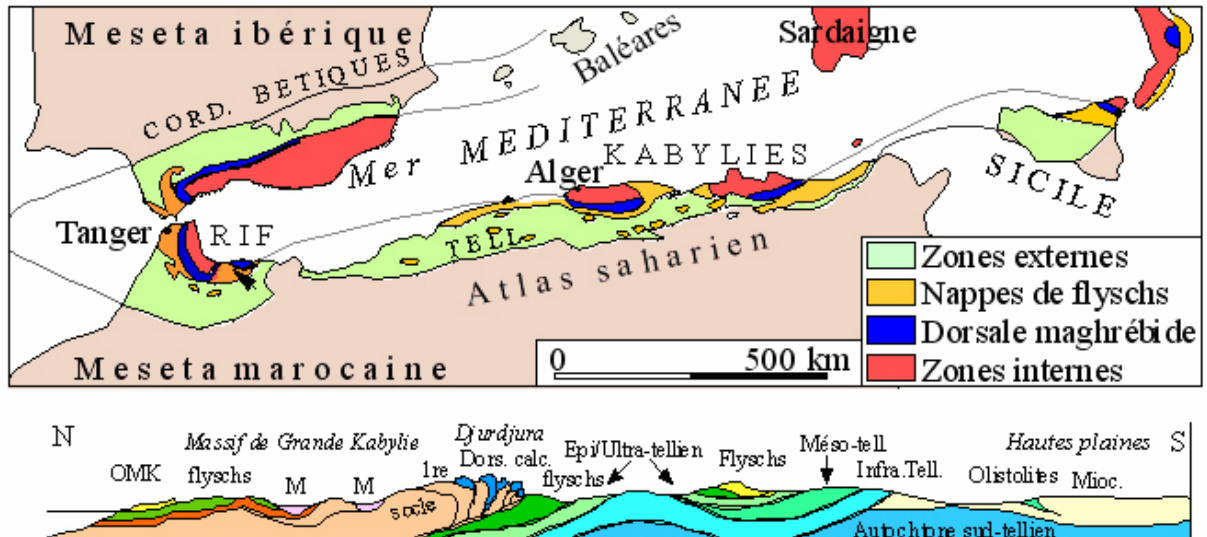 Meseta ibérique
Sardaigne
Baléares
CORD. BETIQUES
Mer MEDITERRANEE
KABYLIES
Alger
SICILE
Tanger
RIF
TELL
Atlas saharien
Zones externes
Nappes de flyschs
Dorsale maghrébide
Zones internes
0 500 km
Meseta marocaine
N
S
Massif de Grande Kabylie
Djurdjura
Hautes plaines
OMK
flyschs
M
M
1re
Dors. calc.
flyschs
Epi/Ultra-tellien
Flyschs
Méso-tell.
Infra.Tell.
Olistolites
Mioc.
socle
Autochtone sud-tellien